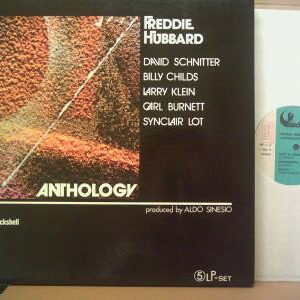 FREDDIE
HUBBARD
DAVID SCHNITTER
BILLY CHILDS
LARRY KLEIN
CARL BURNETT
SYNCLAIR LOT
ANTHOLOGY
produced by ALDO SINESIO
ckshell
5 LP-SET